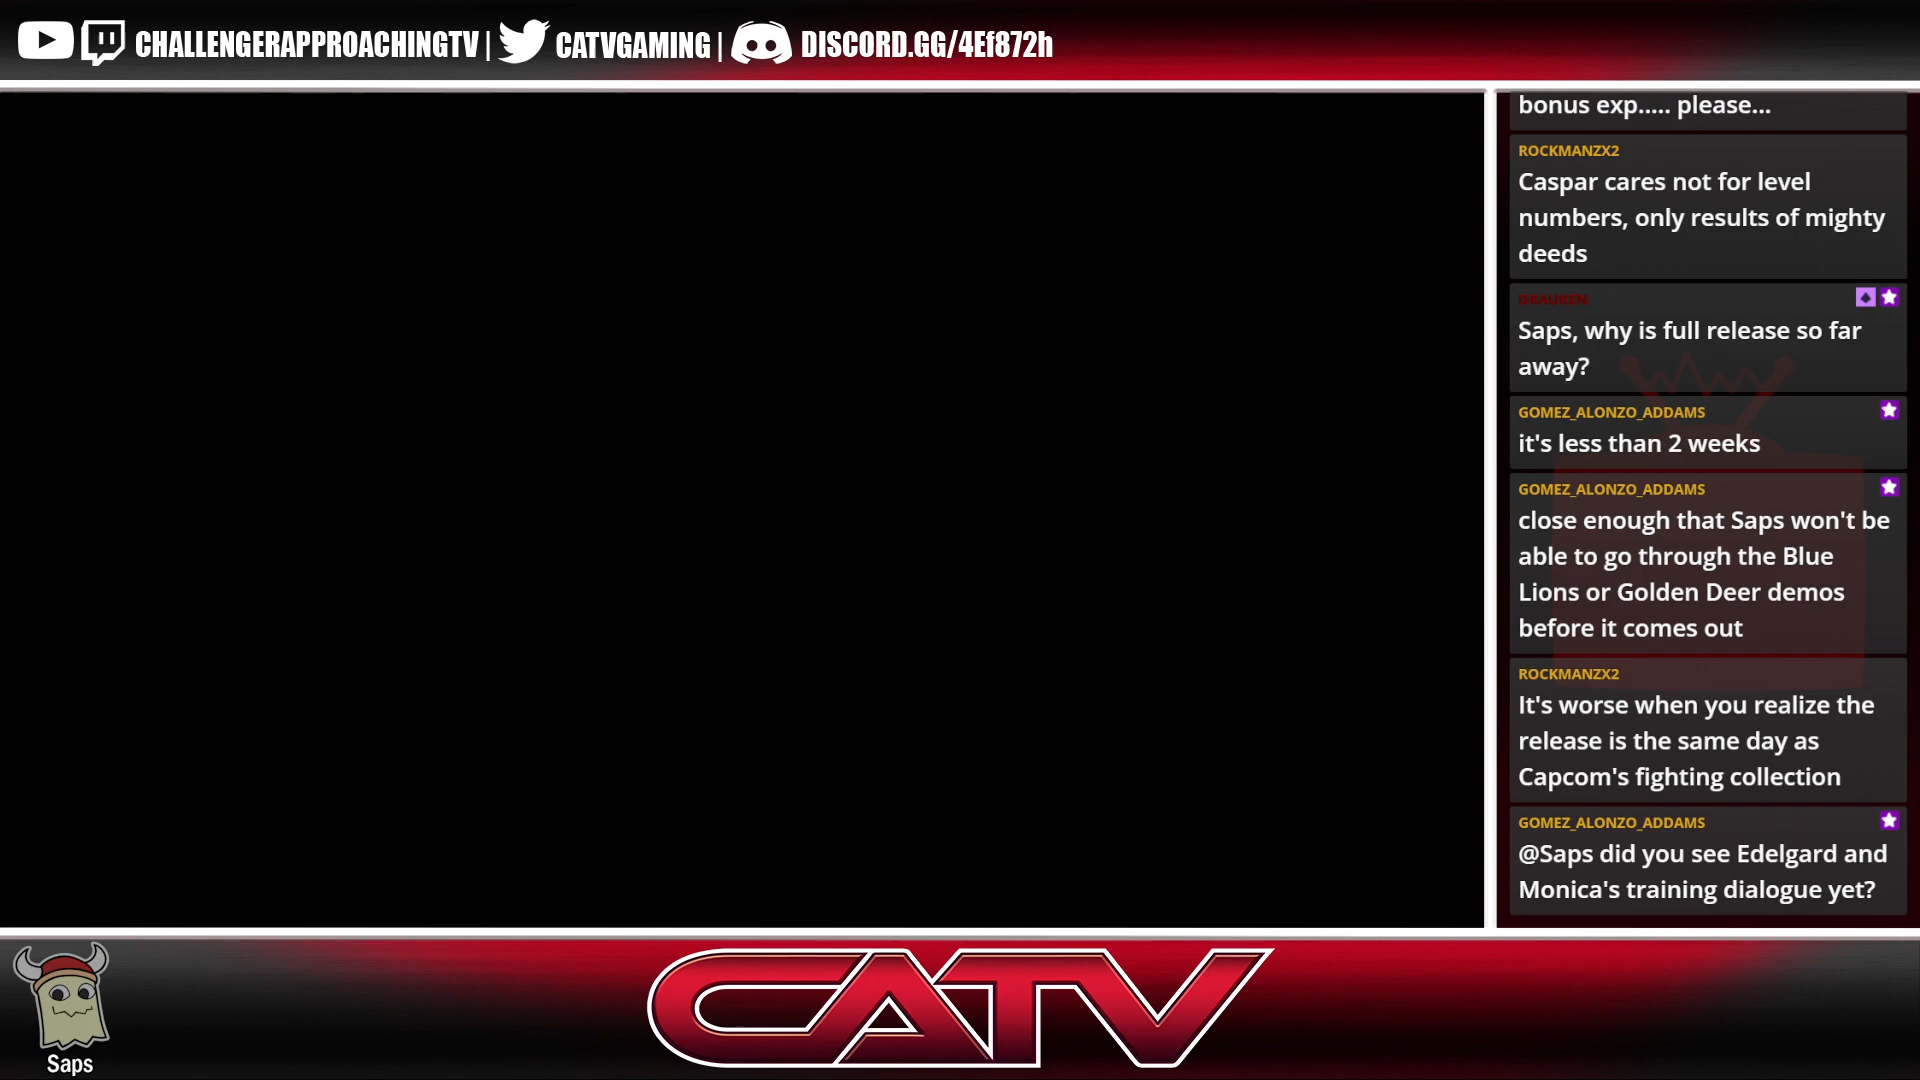 CHALLENGERAPPROACHINGTV | CATVGAMING | DISCORD.GG/4Ef872h
bonus exp..... please...
ROCKMANZX2
Caspar cares not for level
numbers, only results of mighty
deeds
Saps, why is full release so far
away?
GOMEZ_ALONZO_ADDAMS
it's less than 2 weeks
GOMEZ_ALONZO_ADDAMS
close enough that Saps won't be
able to go through the Blue
Lions or Golden Deer demos
before it comes out
ROCKMANZX2
It's worse when you realize the
release is the same day as
Capcom's fighting collection
GOMEZ_ALONZO_ADDAMS
@Saps did you see Edelgard and
Monica's training dialogue yet?
CATV
Saps